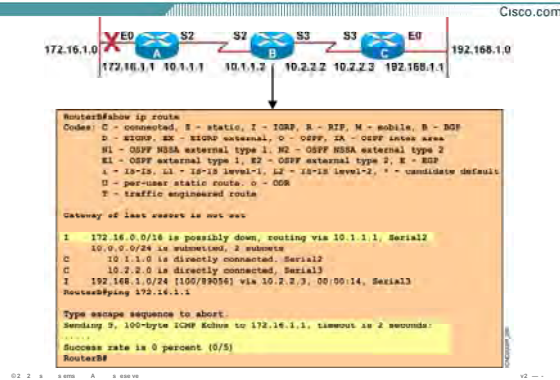 Cisco.com
E0 S2 S2 S3 S3 E0
172.16.1.0 A B C 192.168.1.0
172.16.1.1 10.1.1.1 10.1.1.2 10.2.2.2 10.2.2.3 192.168.1.1
RouterB#show ip route
Codes: C - connected, S - static, I - IGRP, R - RIP, M - mobile, B - BGP
D - EIGRP, EX - EIGRP external, O - OSPF, IA - OSPF inter area
N1 - OSPF NSSA external type 1, N2 - OSPF NSSA external type 2
E1 - OSPF external type 1, E2 - OSPF external type 2, E - EGP
i - IS-IS, L1 - IS-IS level-1, L2 - IS-IS level-2, * - candidate default
U - per-user static route, o - ODR
T - traffic engineered route
Gateway of last resort is not set
I 172.16.0.0/16 is possibly down, routing via 10.1.1.1, Serial2
10.0.0.0/24 is subnetted, 2 subnets
C 10.1.1.0 is directly connected, Serial2
C 10.2.2.0 is directly connected, Serial3
I 192.168.1.0/24 [100/89056] via 10.2.2.3, 00:00:14, Serial3
RouterB#ping 172.16.1.1
Type escape sequence to abort.
Sending 5, 100-byte ICMP Echos to 172.16.1.1, timeout is 2 seconds:
.....
Success rate is 0 percent (0/5)
RouterB#